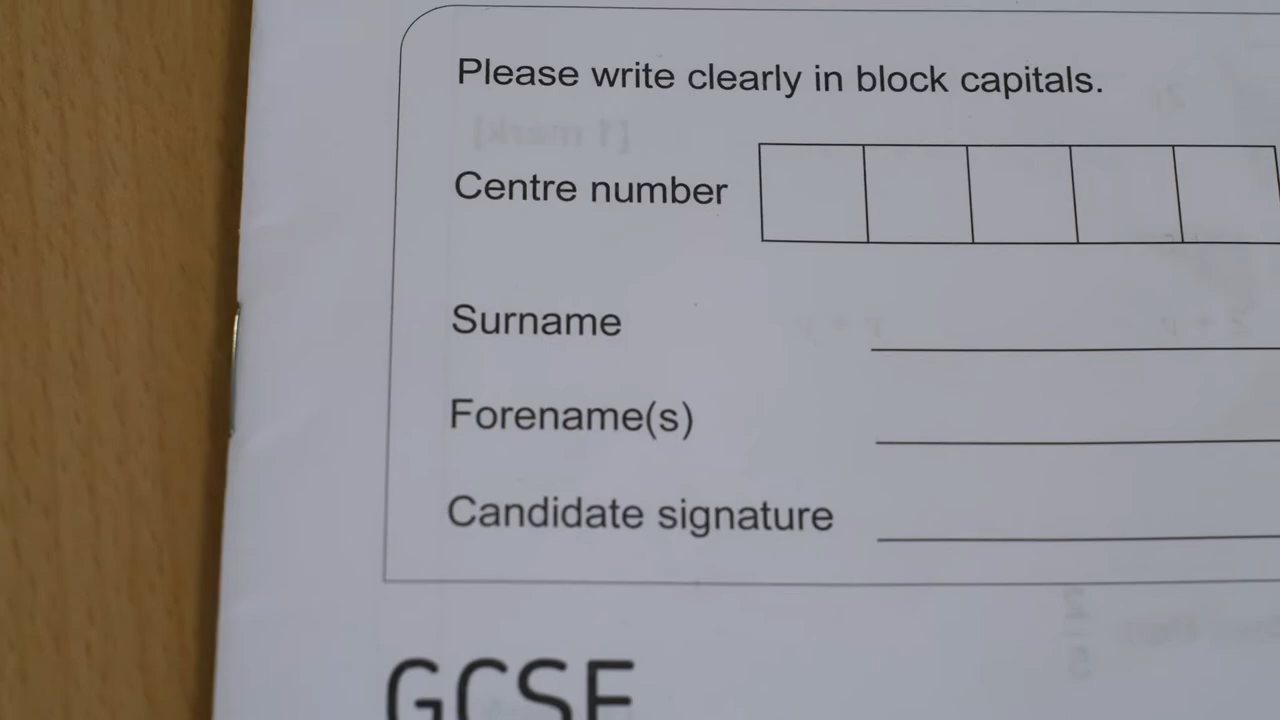 Please write clearly in block capitals.
Centre number
Surname
Forename(s)
Candidate signature
GCSE